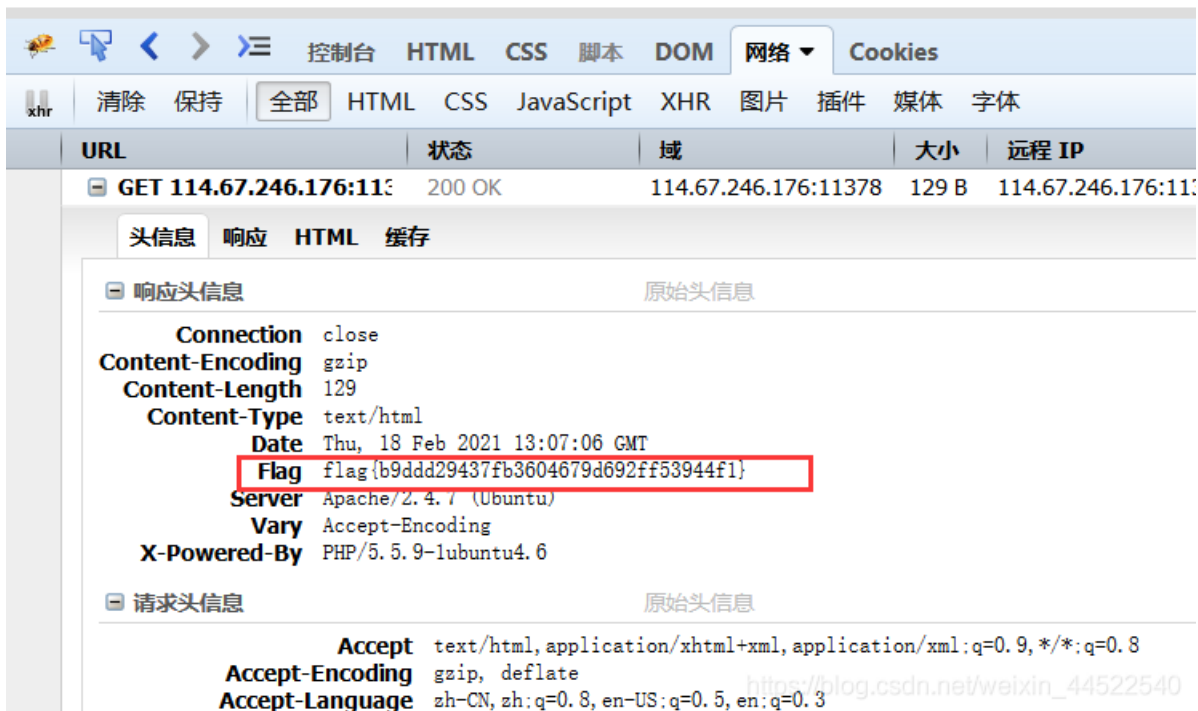 控制台 HTML CSS 脚本 DOM 网络 Cookies
xhr 清除 保持 全部 HTML CSS JavaScript XHR 图片 插件 媒体 字体
URL 状态 域 大小 远程 IP
GET 114.67.246.176:113 200 OK 114.67.246.176:11378 129 B 114.67.246.176:113
头信息 响应 HTML 缓存
响应头信息 原始头信息
Connection close
Content-Encoding gzip
Content-Length 129
Content-Type text/html
Date Thu, 18 Feb 2021 13:07:06 GMT
Flag flag{b9ddd29437fb3604679d692ff53944f1}
Server Apache/2.4.7 (Ubuntu)
Vary Accept-Encoding
X-Powered-By PHP/5.5.9-1ubuntu4.6
请求头信息 原始头信息
Accept text/html,application/xhtml+xml,application/xml;q=0.9,*/*;q=0.8
Accept-Encoding gzip, deflate
Accept-Language zh-CN,zh;q=0.8,en-US;q=0.5,en;q=0.3
https://blog.csdn.net/weixin_44522540